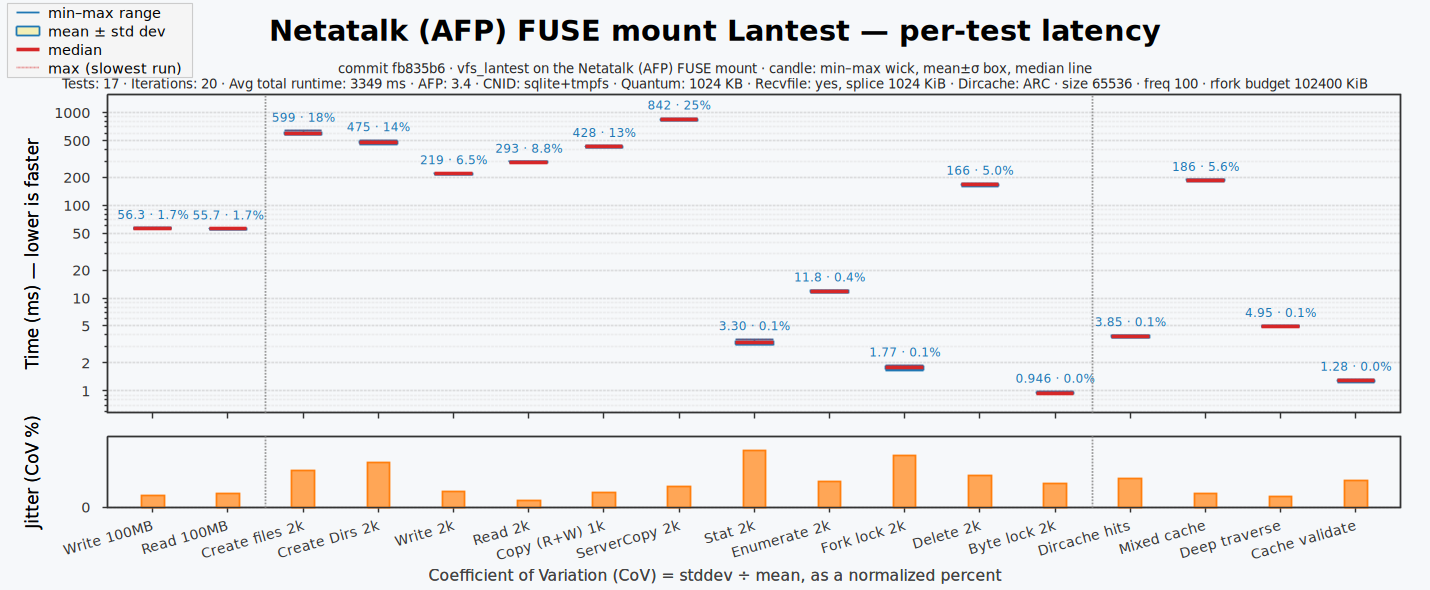 min–max range
mean ± std dev
median
max (slowest run)
Netatalk (AFP) FUSE mount Lantest — per-test latency
commit fb835b6 · vfs_lantest on the Netatalk (AFP) FUSE mount · candle: min–max wick, mean±σ box, median line
Tests: 17 · Iterations: 20 · Avg total runtime: 3349 ms · AFP: 3.4 · CNID: sqlite+tmpfs · Quantum: 1024 KB · Recvfile: yes, splice 1024 KiB · Dircache: ARC · size 65536 · freq 100 · rfork budget 102400 KiB
Time (ms) — lower is faster
1000
500
200
100
50
20
10
5
2
1
56.3 · 1.7%
55.7 · 1.7%
599 · 18%
475 · 14%
219 · 6.5%
293 · 8.8%
428 · 13%
842 · 25%
3.30 · 0.1%
11.8 · 0.4%
1.77 · 0.1%
166 · 5.0%
0.946 · 0.0%
3.85 · 0.1%
186 · 5.6%
4.95 · 0.1%
1.28 · 0.0%
Jitter (CoV %)
0
Write 100MB
Read 100MB
Create files 2k
Create Dirs 2k
Write 2k
Read 2k
Copy (R+W) 1k
ServerCopy 2k
Stat 2k
Enumerate 2k
Fork lock 2k
Delete 2k
Byte lock 2k
Dircache hits
Mixed cache
Deep traverse
Cache validate
Coefficient of Variation (CoV) = stddev ÷ mean, as a normalized percent